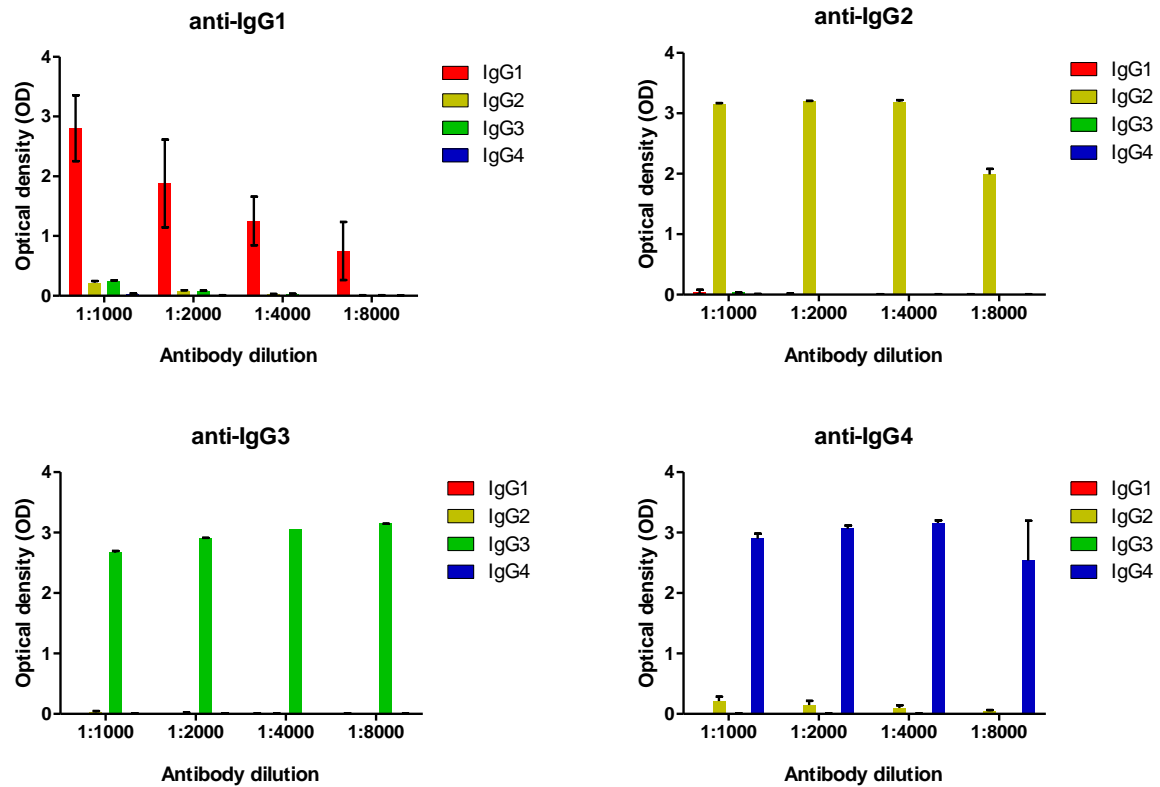 anti-IgG1
4
3
2
1
0
Optical density (OD)
1:1000 1:2000 1:4000 1:8000
Antibody dilution
IgG1
IgG2
IgG3
IgG4
anti-IgG2
4
3
2
1
0
Optical density (OD)
1:1000 1:2000 1:4000 1:8000
Antibody dilution
IgG1
IgG2
IgG3
IgG4
anti-IgG3
4
3
2
1
0
Optical density (OD)
1:1000 1:2000 1:4000 1:8000
Antibody dilution
IgG1
IgG2
IgG3
IgG4
anti-IgG4
4
3
2
1
0
Optical density (OD)
1:1000 1:2000 1:4000 1:8000
Antibody dilution
IgG1
IgG2
IgG3
IgG4